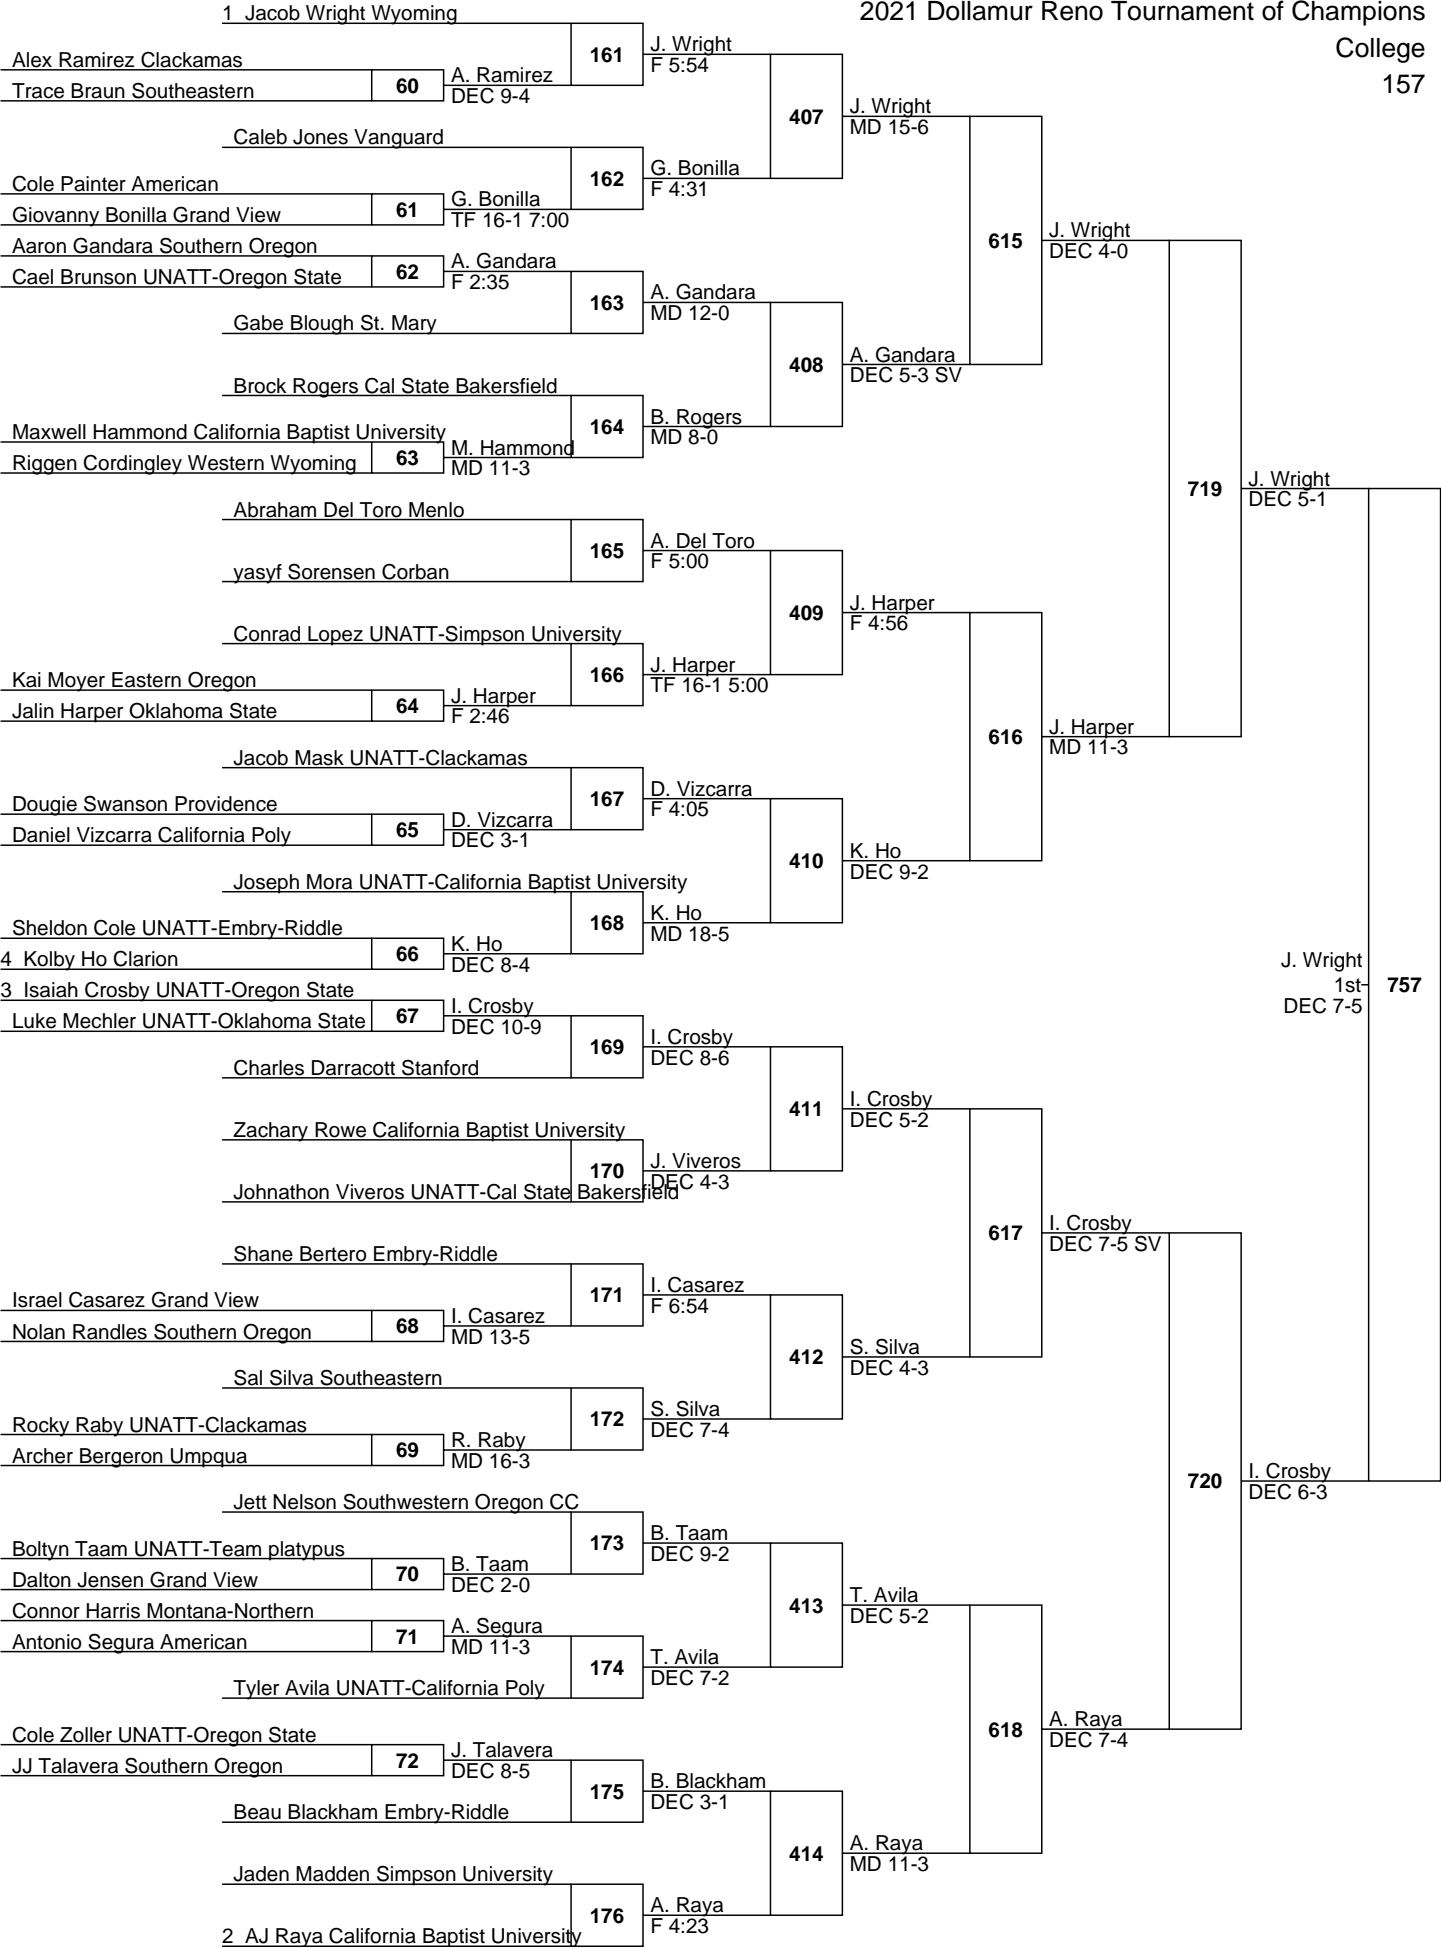 2021 Dollamur Reno Tournament of Champions
College
157
1 Jacob Wright Wyoming
161
J. Wright
F 5:54
Alex Ramirez Clackamas
Trace Braun Southeastern
60
A. Ramirez
DEC 9-4
407
J. Wright
MD 15-6
Caleb Jones Vanguard
162
G. Bonilla
F 4:31
Cole Painter American
Giovanny Bonilla Grand View
61
G. Bonilla
TF 16-1 7:00
615
J. Wright
DEC 4-0
Aaron Gandara Southern Oregon
Cael Brunson UNATT-Oregon State
62
A. Gandara
F 2:35
163
A. Gandara
MD 12-0
Gabe Blough St. Mary
408
A. Gandara
DEC 5-3 SV
Brock Rogers Cal State Bakersfield
164
B. Rogers
MD 8-0
Maxwell Hammond California Baptist University
Riggen Cordingley Western Wyoming
63
M. Hammond
MD 11-3
719
J. Wright
DEC 5-1
Abraham Del Toro Menlo
165
A. Del Toro
F 5:00
yasyf Sorensen Corban
409
J. Harper
F 4:56
Conrad Lopez UNATT-Simpson University
166
J. Harper
TF 16-1 5:00
Kai Moyer Eastern Oregon
Jalin Harper Oklahoma State
64
J. Harper
F 2:46
616
J. Harper
MD 11-3
Jacob Mask UNATT-Clackamas
167
D. Vizcarra
F 4:05
Dougie Swanson Providence
Daniel Vizcarra California Poly
65
D. Vizcarra
DEC 3-1
410
K. Ho
DEC 9-2
Joseph Mora UNATT-California Baptist University
168
K. Ho
MD 18-5
Sheldon Cole UNATT-Embry-Riddle
4 Kolby Ho Clarion
66
K. Ho
DEC 8-4
J. Wright
1st
DEC 7-5
757
3 Isaiah Crosby UNATT-Oregon State
Luke Mechler UNATT-Oklahoma State
67
I. Crosby
DEC 10-9
169
I. Crosby
DEC 8-6
Charles Darracott Stanford
411
I. Crosby
DEC 5-2
Zachary Rowe California Baptist University
170
J. Viveros
DEC 4-3
Johnathon Viveros UNATT-Cal State Bakersfield
617
I. Crosby
DEC 7-5 SV
Shane Bertero Embry-Riddle
171
I. Casarez
F 6:54
Israel Casarez Grand View
Nolan Randles Southern Oregon
68
I. Casarez
MD 13-5
412
S. Silva
DEC 4-3
Sal Silva Southeastern
172
S. Silva
DEC 7-4
Rocky Raby UNATT-Clackamas
Archer Bergeron Umpqua
69
R. Raby
MD 16-3
720
I. Crosby
DEC 6-3
Jett Nelson Southwestern Oregon CC
173
B. Taam
DEC 9-2
Boltyn Taam UNATT-Team platypus
Dalton Jensen Grand View
70
B. Taam
DEC 2-0
413
T. Avila
DEC 5-2
Connor Harris Montana-Northern
Antonio Segura American
71
A. Segura
MD 11-3
174
T. Avila
DEC 7-2
Tyler Avila UNATT-California Poly
618
A. Raya
DEC 7-4
Cole Zoller UNATT-Oregon State
JJ Talavera Southern Oregon
72
J. Talavera
DEC 8-5
175
B. Blackham
DEC 3-1
Beau Blackham Embry-Riddle
414
A. Raya
MD 11-3
Jaden Madden Simpson University
176
A. Raya
F 4:23
2 AJ Raya California Baptist University